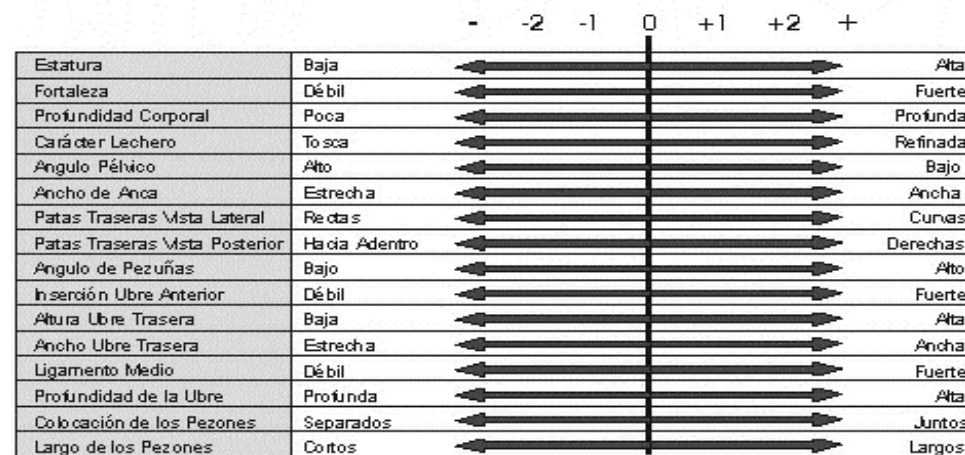 - -2 -1 0 +1 +2 +
Estatura Baja Alta
Fortaleza Débil Fuerte
Profundidad Corporal Poca Profunda
Carácter Lechero Tosca Refinada
Angulo Pélvico Alto Bajo
Ancho de Anca Estrecha Ancha
Patas Traseras Vista Lateral Rectas Curvas
Patas Traseras Vista Posterior Hacia Adentro Derechas
Angulo de Pezuñas Bajo Alto
Inserción Ubre Anterior Débil Fuerte
Altura Ubre Trasera Baja Alta
Ancho Ubre Trasera Estrecha Ancha
Ligamento Medio Débil Fuerte
Profundidad de la Ubre Profunda Alta
Colocación de los Pezones Separados Juntos
Largo de los Pezones Cortos Largos